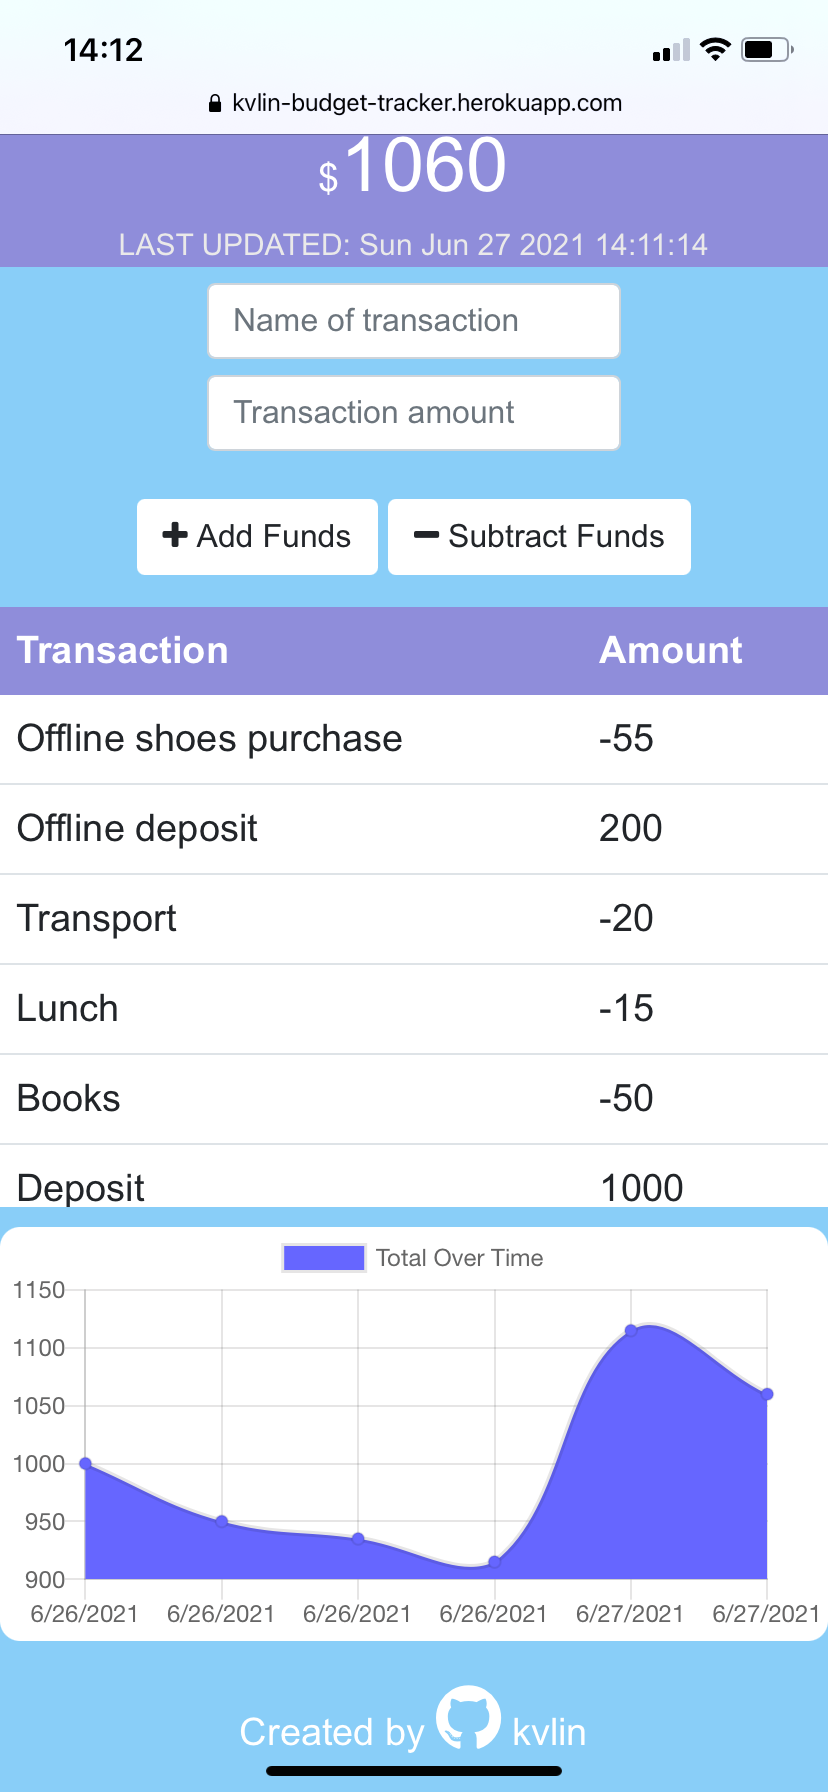 14:12
kvlin-budget-tracker.herokuapp.com
$1060
LAST UPDATED: Sun Jun 27 2021 14:11:14
Name of transaction
Transaction amount
Add Funds Subtract Funds
Transaction Amount
Offline shoes purchase -55
Offline deposit 200
Transport -20
Lunch -15
Books -50
Deposit 1000
Total Over Time
1150
1100
1050
1000
950
900
6/26/2021 6/26/2021 6/26/2021 6/26/2021 6/27/2021 6/27/2021
Created by kvlin